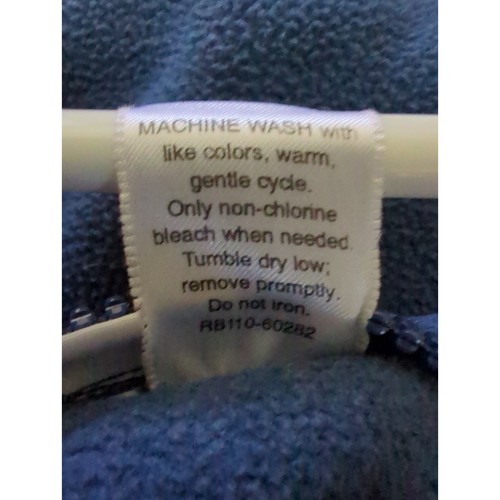 MACHINE WASH with
like colors, warm,
gentle cycle.
Only non-chlorine
bleach when needed.
Tumble dry low;
remove promptly.
Do not iron.
RB110-60282